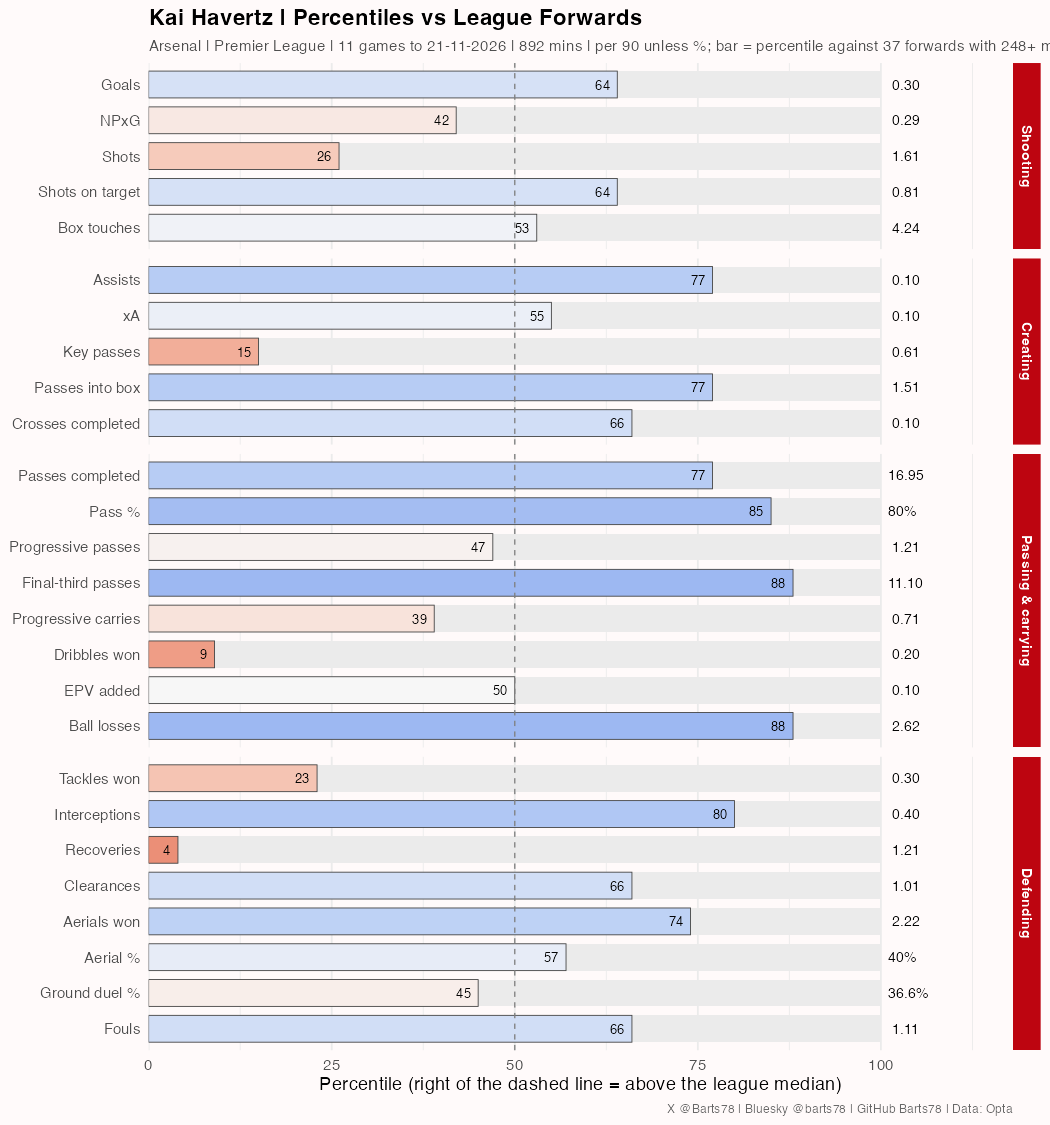 Kai Havertz | Percentiles vs League Forwards
Arsenal | Premier League | 11 games to 21-11-2026 | 892 mins | per 90 unless %; bar = percentile against 37 forwards with 248+ m
Goals 64 0.30
NPxG 42 0.29
Shots 26 1.61
Shots on target 64 0.81
Box touches 53 4.24
Shooting
Assists 77 0.10
xA 55 0.10
Key passes 15 0.61
Passes into box 77 1.51
Crosses completed 66 0.10
Creating
Passes completed 77 16.95
Pass % 85 80%
Progressive passes 47 1.21
Final-third passes 88 11.10
Progressive carries 39 0.71
Dribbles won 9 0.20
EPV added 50 0.10
Ball losses 88 2.62
Passing & carrying
Tackles won 23 0.30
Interceptions 80 0.40
Recoveries 4 1.21
Clearances 66 1.01
Aerials won 74 2.22
Aerial % 57 40%
Ground duel % 45 36.6%
Fouls 66 1.11
Defending
0 25 50 75 100
Percentile (right of the dashed line = above the league median)
X @Barts78 | Bluesky @barts78 | GitHub Barts78 | Data: Opta